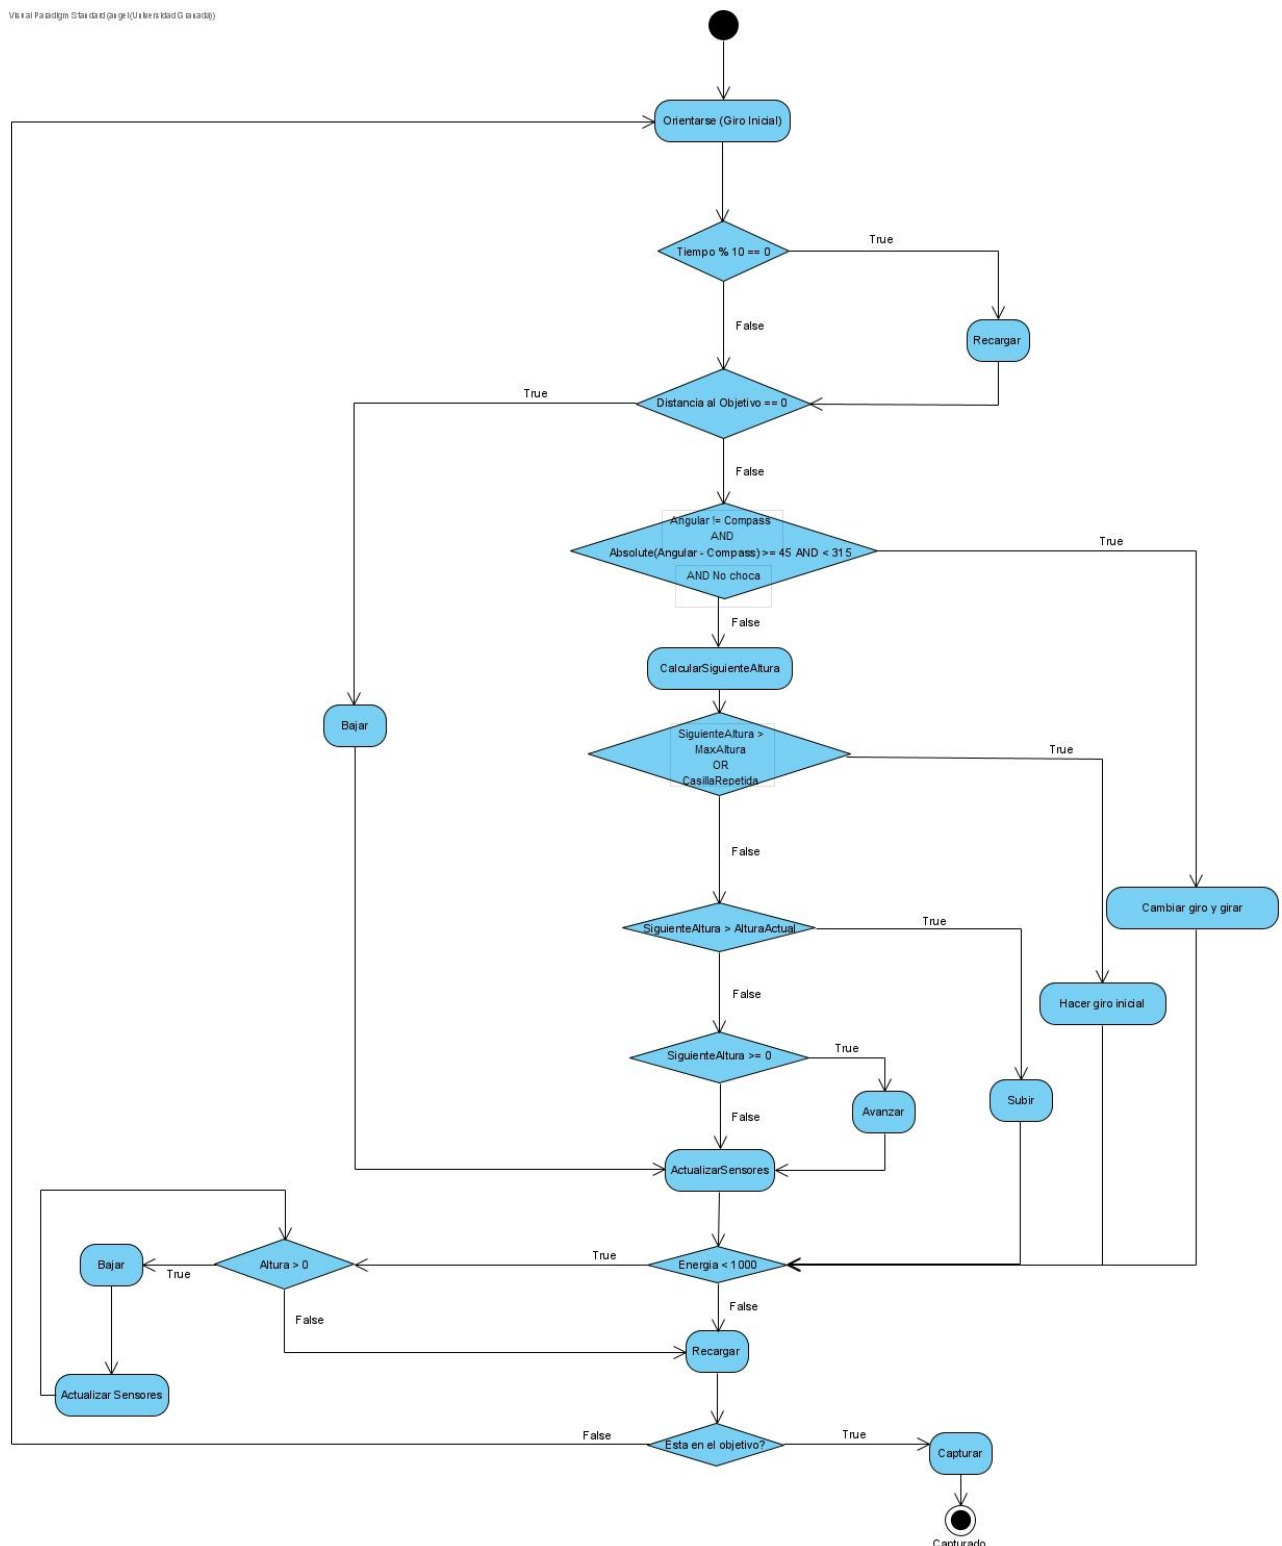 Visual Paradigm Standard (angel(Universidad Granada))
Orientarse (Giro Inicial)
Tiempo % 10 == 0
True
False
Recargar
True
Distancia al Objetivo == 0
False
Angular != Compass
AND
Absolute(Angular - Compass) >= 45 AND < 315
AND No choca
True
False
CalcularSiguienteAltura
Bajar
SiguienteAltura >
MaxAltura
OR
CasillaRepetida
True
False
Cambiar giro y girar
SiguienteAltura > AlturaActual
True
False
Hacer giro inicial
SiguienteAltura >= 0
True
Subir
Avanzar
False
ActualizarSensores
Bajar
True
Altura > 0
True
Energia < 1000
False
False
Recargar
Actualizar Sensores
False
Esta en el objetivo?
True
Capturar
Capturado